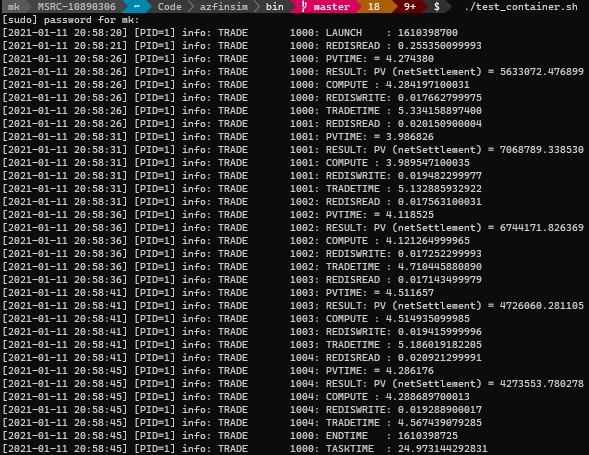 mk MSRC-10890306 ~ Code azfinsim bin master 18 9+ $ ./test_container.sh
[sudo] password for mk:
[2021-01-11 20:58:20] [PID=1] info: TRADE 1000: LAUNCH : 1610398700
[2021-01-11 20:58:21] [PID=1] info: TRADE 1000: REDISREAD : 0.255350099993
[2021-01-11 20:58:26] [PID=1] info: TRADE 1000: PVTIME: = 4.274380
[2021-01-11 20:58:26] [PID=1] info: TRADE 1000: RESULT: PV (netSettlement) = 5633072.476899
[2021-01-11 20:58:26] [PID=1] info: TRADE 1000: COMPUTE : 4.284197100031
[2021-01-11 20:58:26] [PID=1] info: TRADE 1000: REDISWRITE: 0.017662799975
[2021-01-11 20:58:26] [PID=1] info: TRADE 1000: TRADETIME : 5.334158897400
[2021-01-11 20:58:26] [PID=1] info: TRADE 1001: REDISREAD : 0.020150900004
[2021-01-11 20:58:31] [PID=1] info: TRADE 1001: PVTIME: = 3.986826
[2021-01-11 20:58:31] [PID=1] info: TRADE 1001: RESULT: PV (netSettlement) = 7068789.338530
[2021-01-11 20:58:31] [PID=1] info: TRADE 1001: COMPUTE : 3.989547100035
[2021-01-11 20:58:31] [PID=1] info: TRADE 1001: REDISWRITE: 0.019482299977
[2021-01-11 20:58:31] [PID=1] info: TRADE 1001: TRADETIME : 5.132885932922
[2021-01-11 20:58:31] [PID=1] info: TRADE 1002: REDISREAD : 0.017563100031
[2021-01-11 20:58:36] [PID=1] info: TRADE 1002: PVTIME: = 4.118525
[2021-01-11 20:58:36] [PID=1] info: TRADE 1002: RESULT: PV (netSettlement) = 6744171.826369
[2021-01-11 20:58:36] [PID=1] info: TRADE 1002: COMPUTE : 4.121264999965
[2021-01-11 20:58:36] [PID=1] info: TRADE 1002: REDISWRITE: 0.017252299993
[2021-01-11 20:58:36] [PID=1] info: TRADE 1002: TRADETIME : 4.710445880890
[2021-01-11 20:58:36] [PID=1] info: TRADE 1003: REDISREAD : 0.017143499979
[2021-01-11 20:58:41] [PID=1] info: TRADE 1003: PVTIME: = 4.511657
[2021-01-11 20:58:41] [PID=1] info: TRADE 1003: RESULT: PV (netSettlement) = 4726060.281105
[2021-01-11 20:58:41] [PID=1] info: TRADE 1003: COMPUTE : 4.514935099985
[2021-01-11 20:58:41] [PID=1] info: TRADE 1003: REDISWRITE: 0.019415999996
[2021-01-11 20:58:41] [PID=1] info: TRADE 1003: TRADETIME : 5.186019182205
[2021-01-11 20:58:41] [PID=1] info: TRADE 1004: REDISREAD : 0.020921299991
[2021-01-11 20:58:45] [PID=1] info: TRADE 1004: PVTIME: = 4.286176
[2021-01-11 20:58:45] [PID=1] info: TRADE 1004: RESULT: PV (netSettlement) = 4273553.780278
[2021-01-11 20:58:45] [PID=1] info: TRADE 1004: COMPUTE : 4.288689700013
[2021-01-11 20:58:45] [PID=1] info: TRADE 1004: REDISWRITE: 0.019288900017
[2021-01-11 20:58:45] [PID=1] info: TRADE 1004: TRADETIME : 4.567439079285
[2021-01-11 20:58:45] [PID=1] info: TRADE 1000: ENDTIME : 1610398725
[2021-01-11 20:58:45] [PID=1] info: TRADE 1000: TASKTIME : 24.973144292831